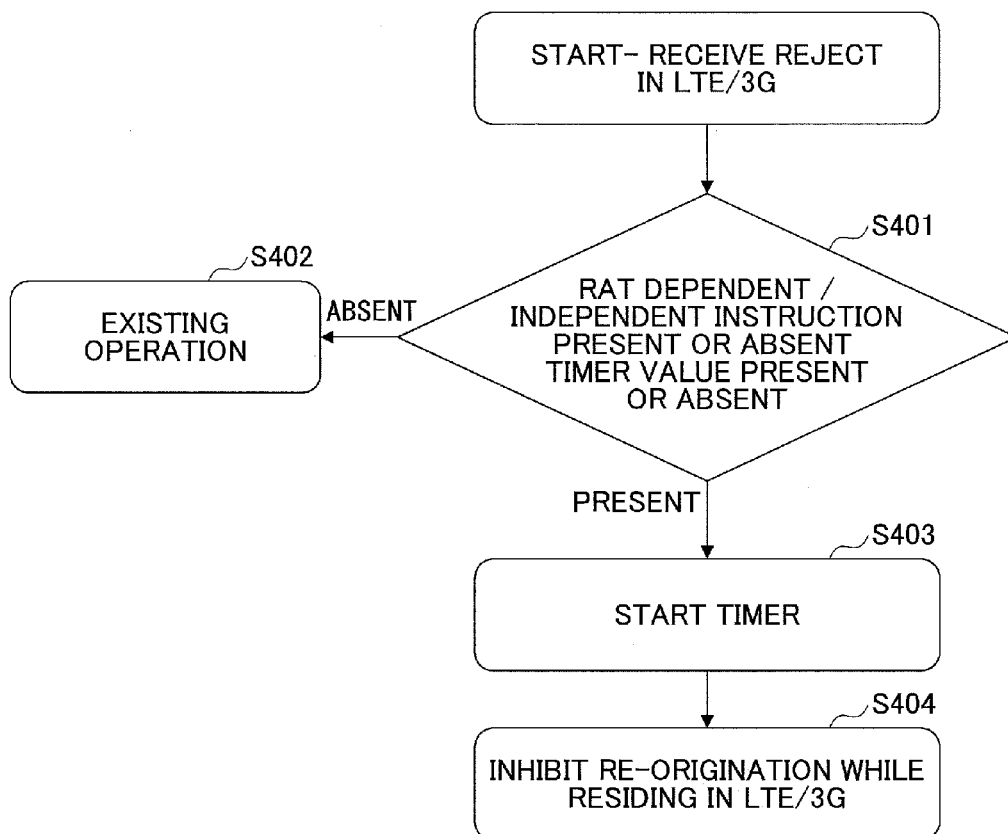 START- RECEIVE REJECT
IN LTE/3G
S401
RAT DEPENDENT /
INDEPENDENT INSTRUCTION
PRESENT OR ABSENT
TIMER VALUE PRESENT
OR ABSENT
S402
ABSENT
EXISTING
OPERATION
PRESENT
S403
START TIMER
S404
INHIBIT RE-ORIGINATION WHILE
RESIDING IN LTE/3G